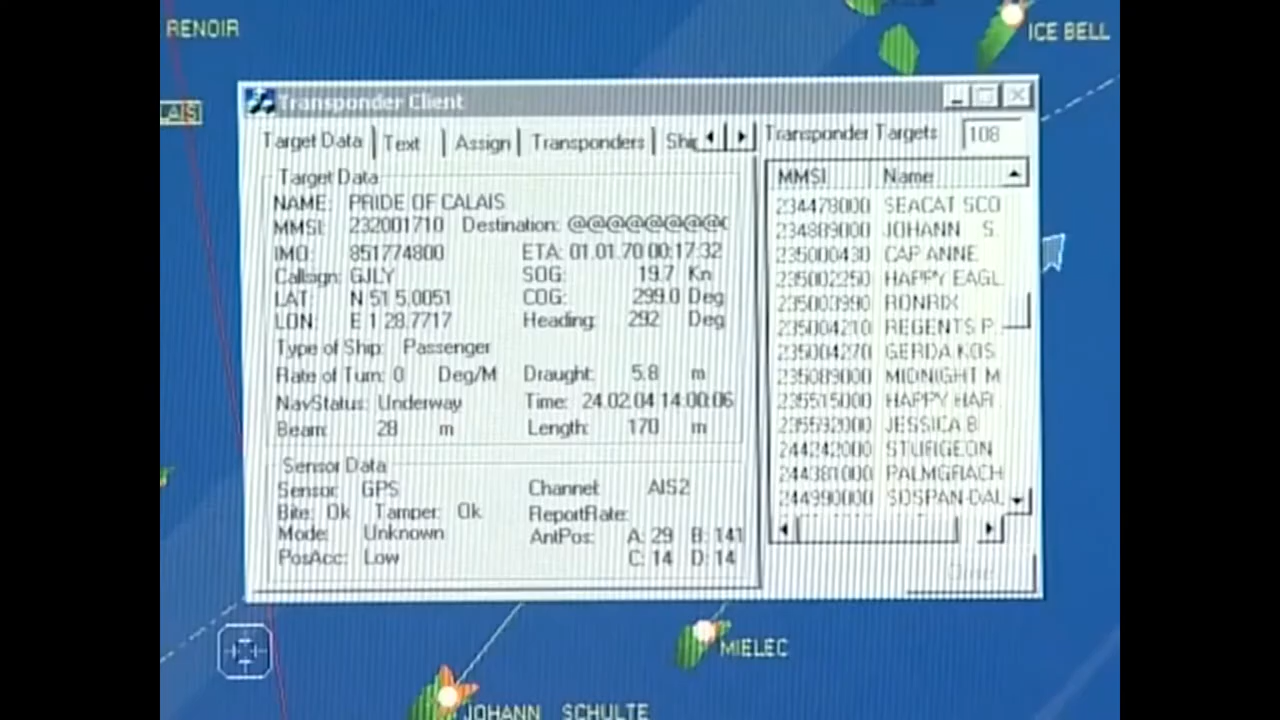 RENOIR
ICE BELL
LAIS
Transponder Client
Target Data Text Assign Transponders
Transponder Targets 108
Target Data
NAME: PRIDE OF CALAIS
MMSI: 232001710 Destination: @@@@@@@@
IMO: 851774800 ETA: 01.01.70 00:17:32
Callsign: GJLY SOG: 19.7 Kn
LAT: N 51 5.0051 COG: 299.0 Deg
LON: E 1 28.7717 Heading: 292 Deg
Type of Ship: Passenger
Rate of Turn: 0 Deg/M Draught: 5.8 m
NavStatus: Underway Time: 24.02.04 14:00:06
Beam: 28 m Length: 170 m
Sensor Data
Sensor: GPS Channel: AIS2
Bite: Ok Tamper: Ok ReportRate:
Mode: Unknown AntPos: A: 29 B: 141
PosAcc: Low C: 14 D: 14
MMSI Name
234478000 SEACAT SCO
234889000 JOHANN S.
235000430 CAP ANNE
235002250 HAPPY EAGL
235003990 RONRIX
235004210 REGENTS P
235004270 GERDA KOS
235089000 MIDNIGHT M
235515000 HAPPY HAR
235592000 JESSICA B
244242000 STURGEON
244381000 PALMGRACH
244990000 SOSPAN DAL
MIELEC
JOHANN SCHULTE